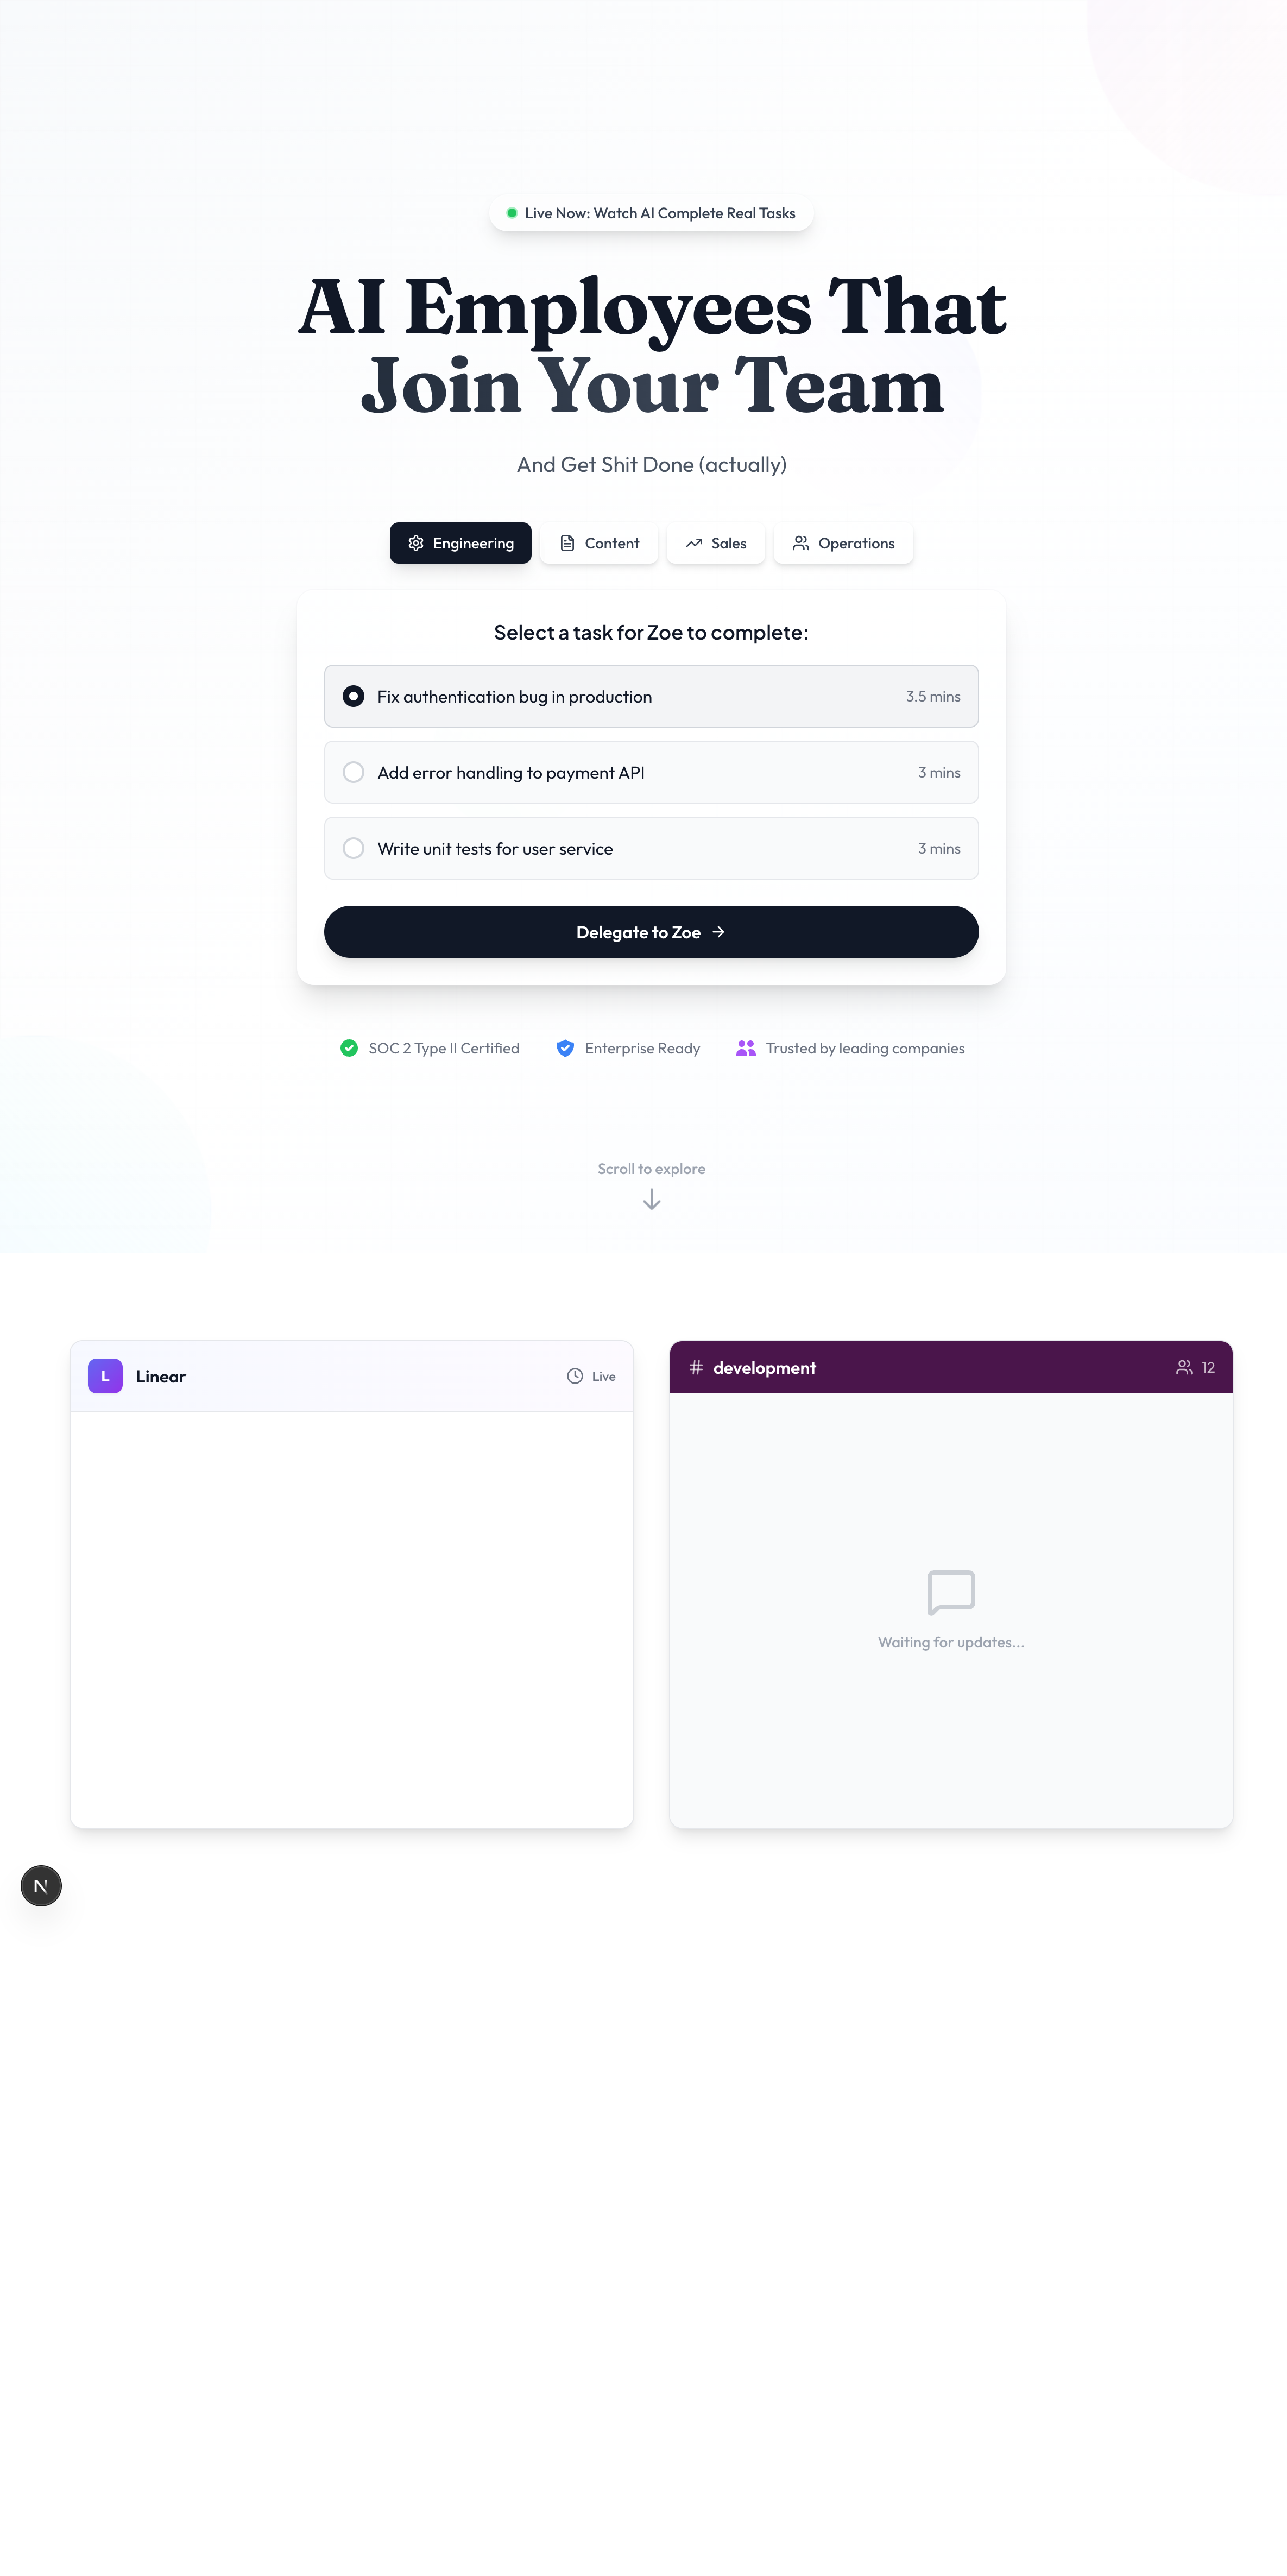 Live Now: Watch AI Complete Real Tasks
AI Employees That
Join Your Team
And Get Shit Done (actually)
Engineering
Content
Sales
Operations
Select a task for Zoe to complete:
Fix authentication bug in production
3.5 mins
Add error handling to payment API
3 mins
Write unit tests for user service
3 mins
Delegate to Zoe →
SOC 2 Type II Certified
Enterprise Ready
Trusted by leading companies
Scroll to explore
L
Linear
Live
# development
12
Waiting for updates...
N